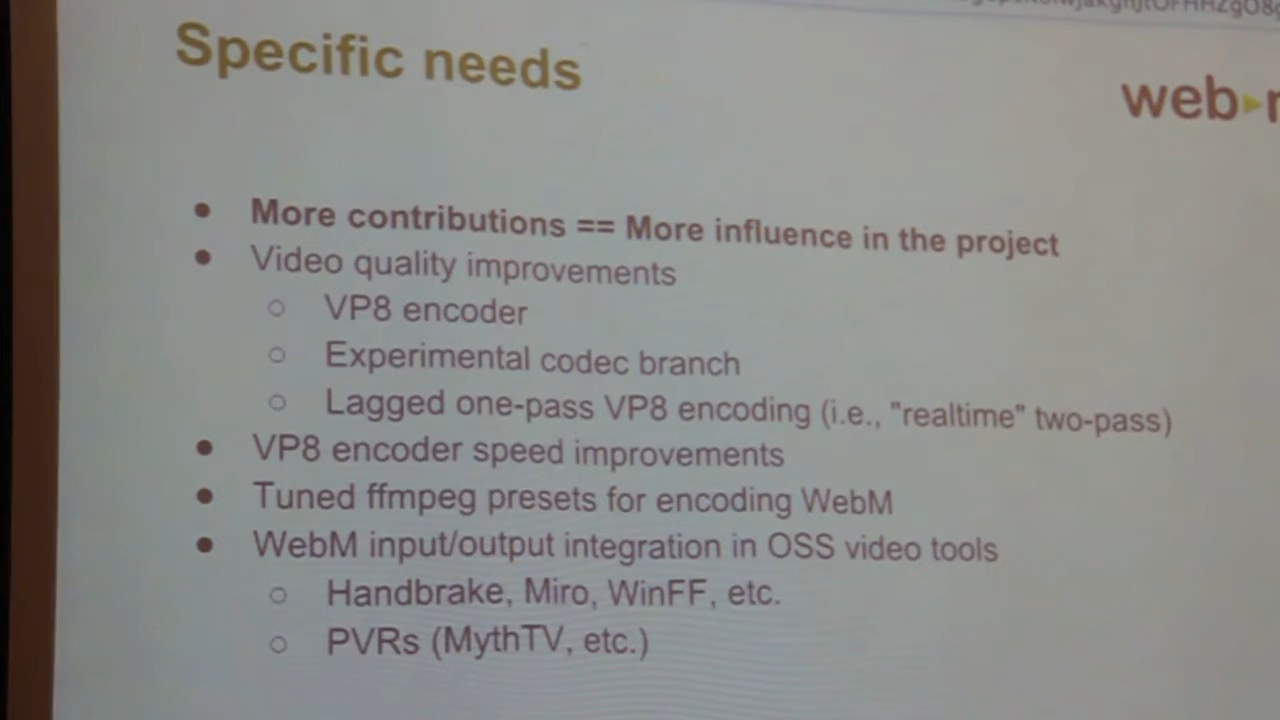 Specific needs
web
• More contributions == More influence in the project
• Video quality improvements
○ VP8 encoder
○ Experimental codec branch
○ Lagged one-pass VP8 encoding (i.e., "realtime" two-pass)
• VP8 encoder speed improvements
• Tuned ffmpeg presets for encoding WebM
• WebM input/output integration in OSS video tools
○ Handbrake, Miro, WinFF, etc.
○ PVRs (MythTV, etc.)